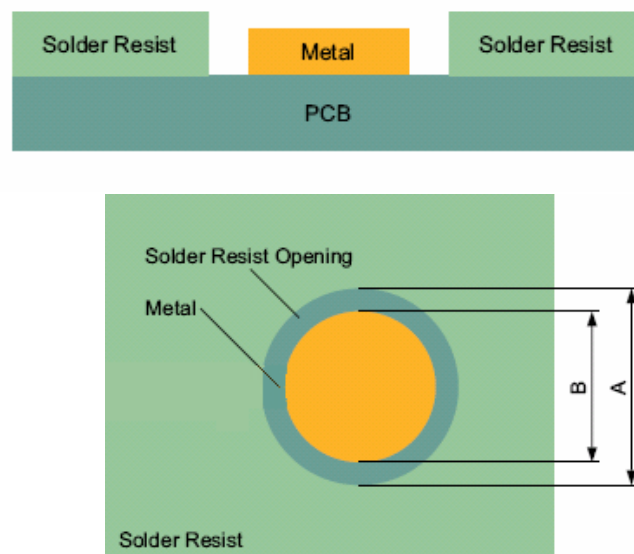 Solder Resist
Metal
Solder Resist
PCB
Solder Resist Opening
Metal
B
A
Solder Resist